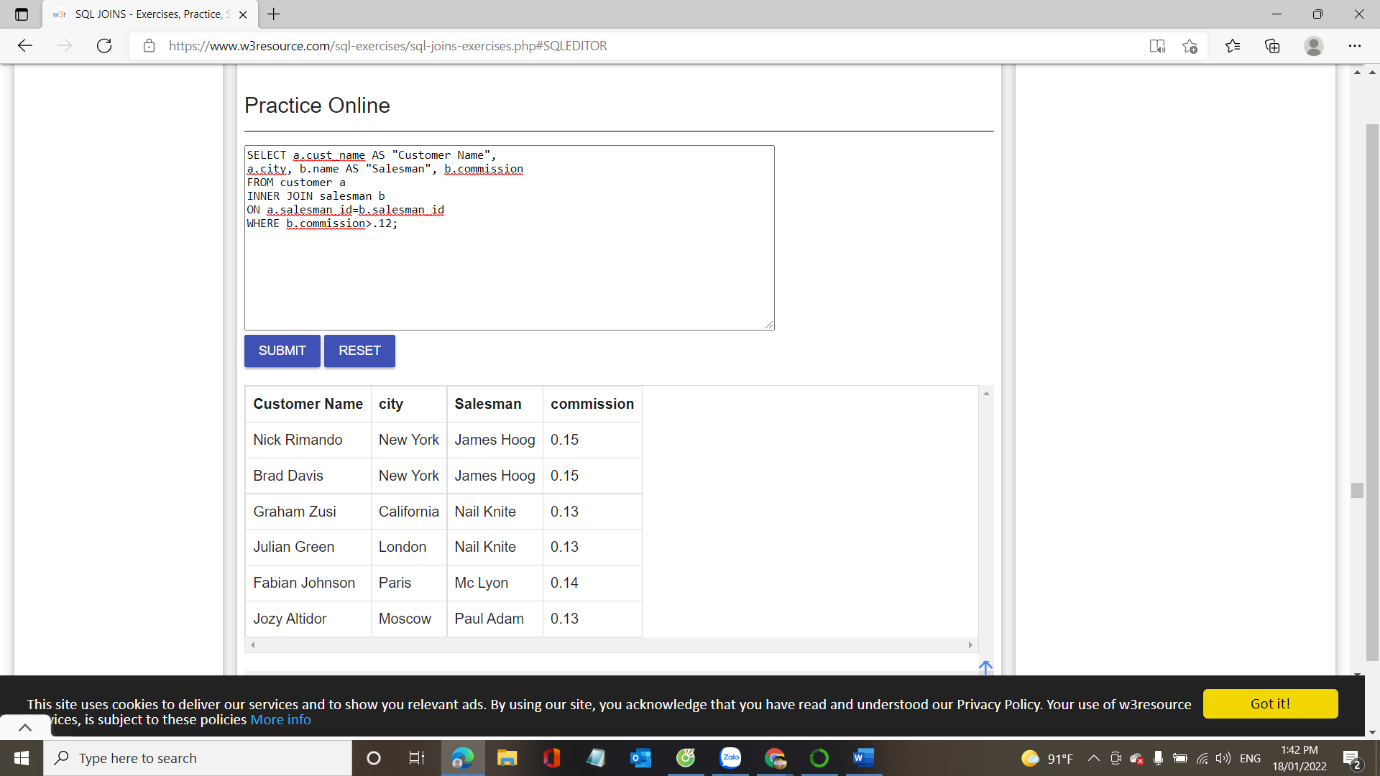 SQL JOINS - Exercises, Practice, S
https://www.w3resource.com/sql-exercises/sql-joins-exercises.php#SQLEDITOR
Practice Online
SELECT a.cust_name AS "Customer Name",
a.city, b.name AS "Salesman", b.commission
FROM customer a
INNER JOIN salesman b
ON a.salesman_id=b.salesman_id
WHERE b.commission>.12;
SUBMIT RESET
Customer Name city Salesman commission
Nick Rimando New York James Hoog 0.15
Brad Davis New York James Hoog 0.15
Graham Zusi California Nail Knite 0.13
Julian Green London Nail Knite 0.13
Fabian Johnson Paris Mc Lyon 0.14
Jozy Altidor Moscow Paul Adam 0.13
This site uses cookies to deliver our services and to show you relevant ads. By using our site, you acknowledge that you have read and understood our Privacy Policy. Your use of w3resource
vices, is subject to these policies More info
Got it!
Type here to search
Zalo
91°F
ENG
1:42 PM
18/01/2022
2